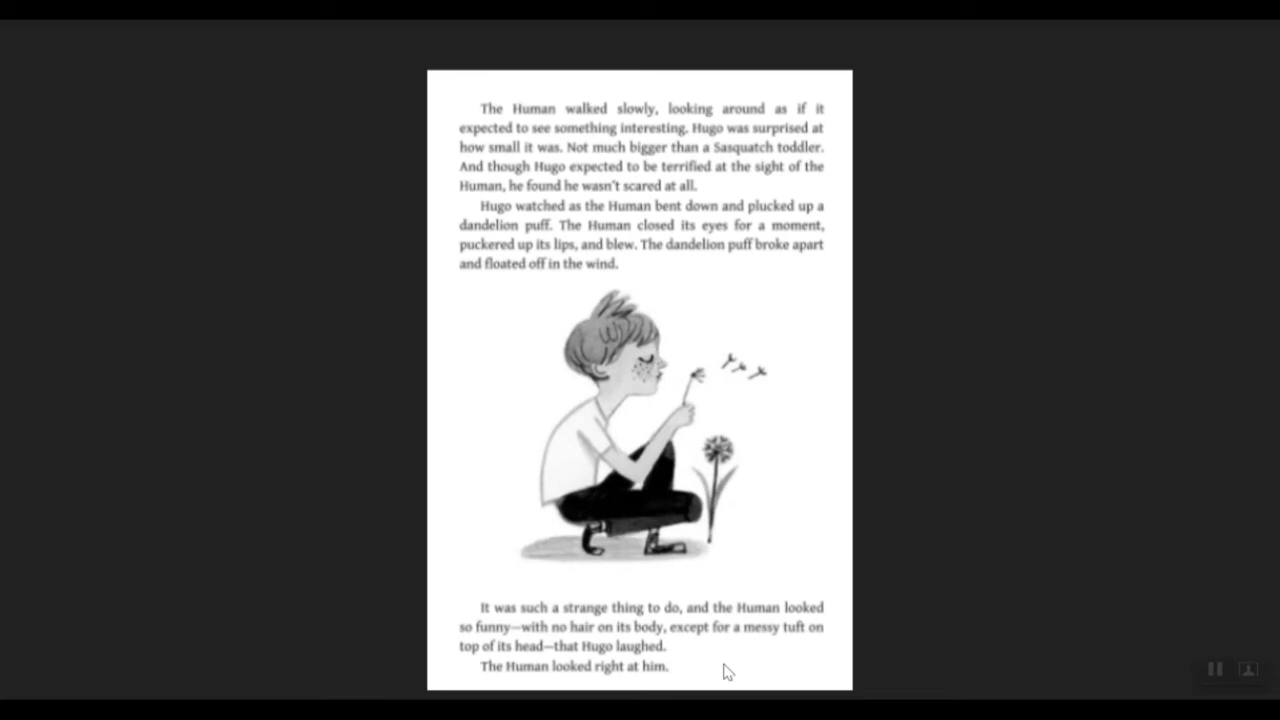 The Human walked slowly, looking around as if it
expected to see something interesting. Hugo was surprised at
how small it was. Not much bigger than a Sasquatch toddler.
And though Hugo expected to be terrified at the sight of the
Human, he found he wasn't scared at all.
Hugo watched as the Human bent down and plucked up a
dandelion puff. The Human closed its eyes for a moment,
puckered up its lips, and blew. The dandelion puff broke apart
and floated off in the wind.
It was such a strange thing to do, and the Human looked
so funny—with no hair on its body, except for a messy tuft on
top of its head—that Hugo laughed.
The Human looked right at him.